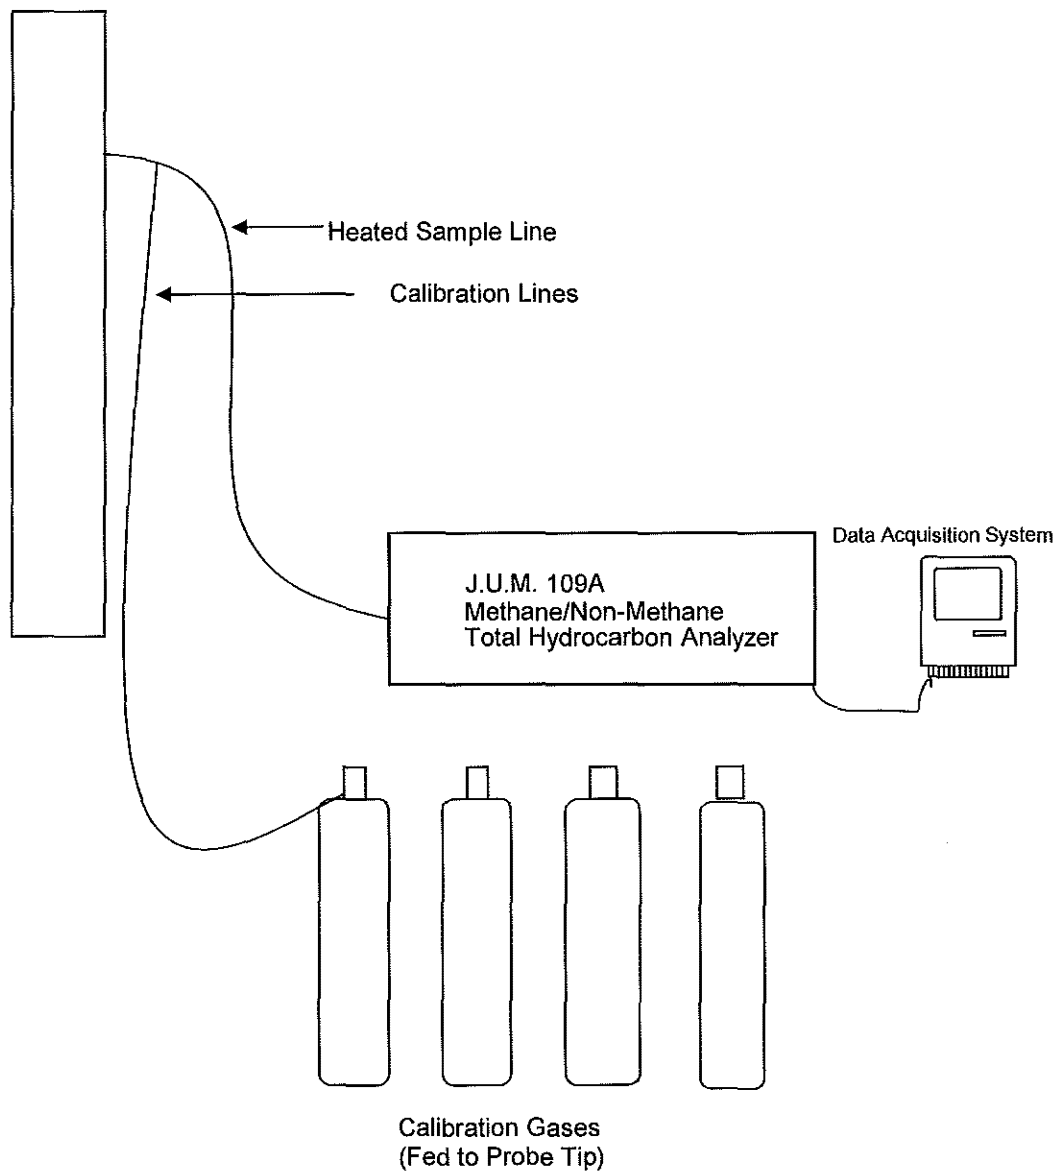 Heated Sample Line
Calibration Lines
Data Acquisition System
J.U.M. 109A
Methane/Non-Methane
Total Hydrocarbon Analyzer
Calibration Gases
(Fed to Probe Tip)